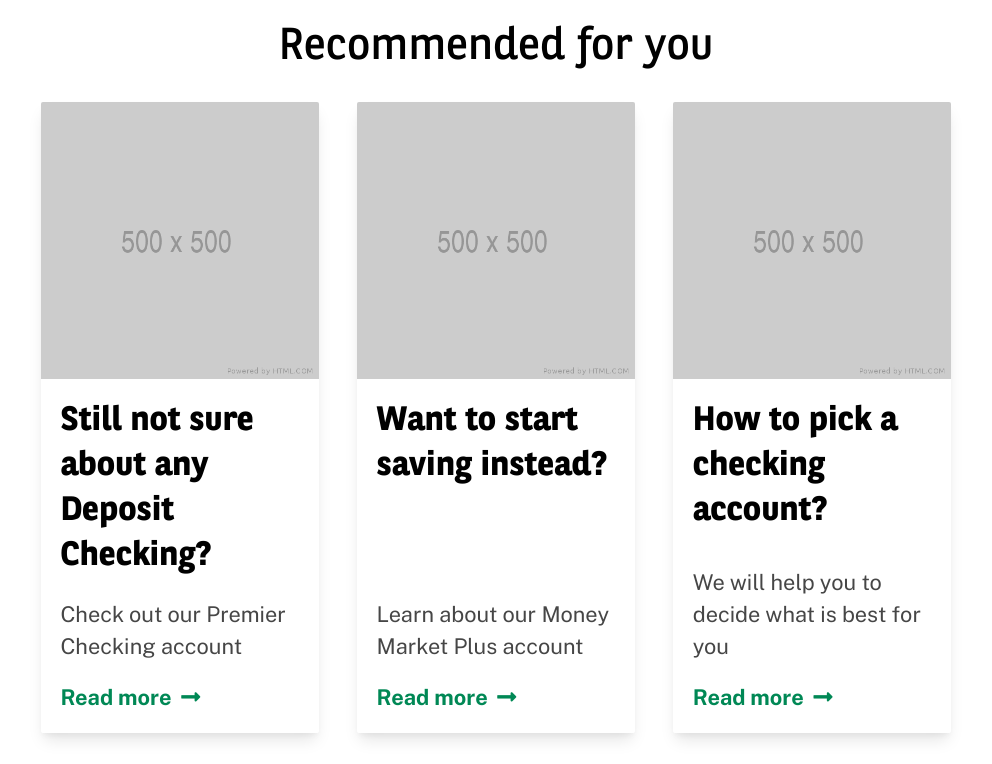 Recommended for you
500 x 500
Powered by HTML.COM
Still not sure
about any
Deposit
Checking?
Check out our Premier
Checking account
Read more →
500 x 500
Powered by HTML.COM
Want to start
saving instead?
Learn about our Money
Market Plus account
Read more →
500 x 500
Powered by HTML.COM
How to pick a
checking
account?
We will help you to
decide what is best for
you
Read more →